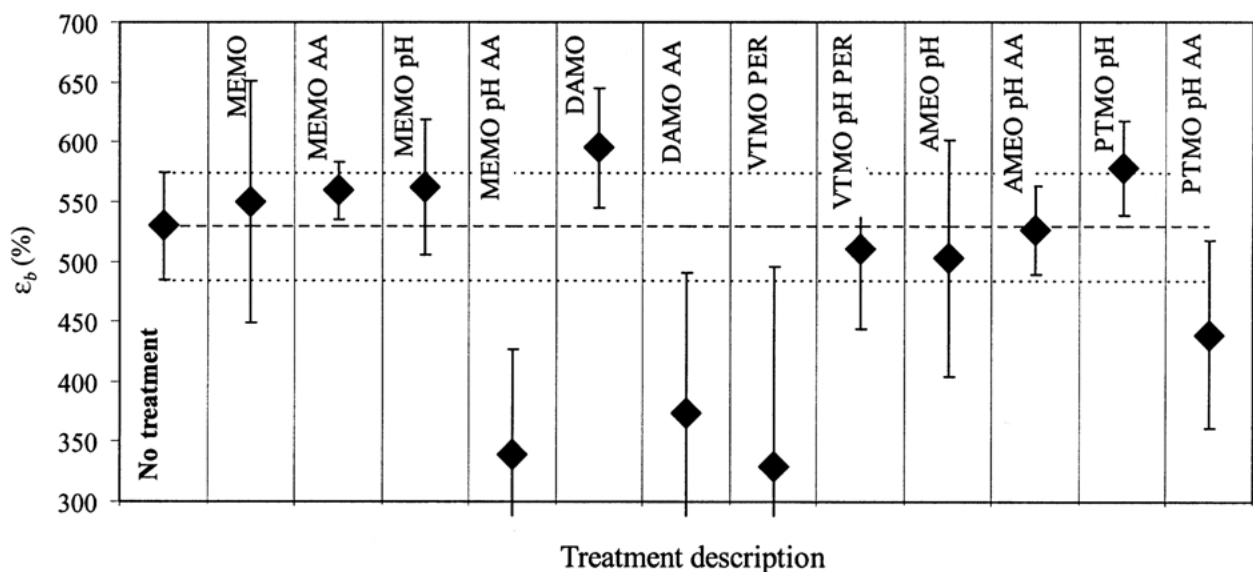 700
650
600
550
500
450
400
350
300
ε_b (%)
No treatment
MEMO
MEMO AA
MEMO pH
MEMO pH AA
DAMO
DAMO AA
VTMO PER
VTMO pH PER
AMEO pH
AMEO pH AA
PTMO pH
PTMO pH AA
Treatment description